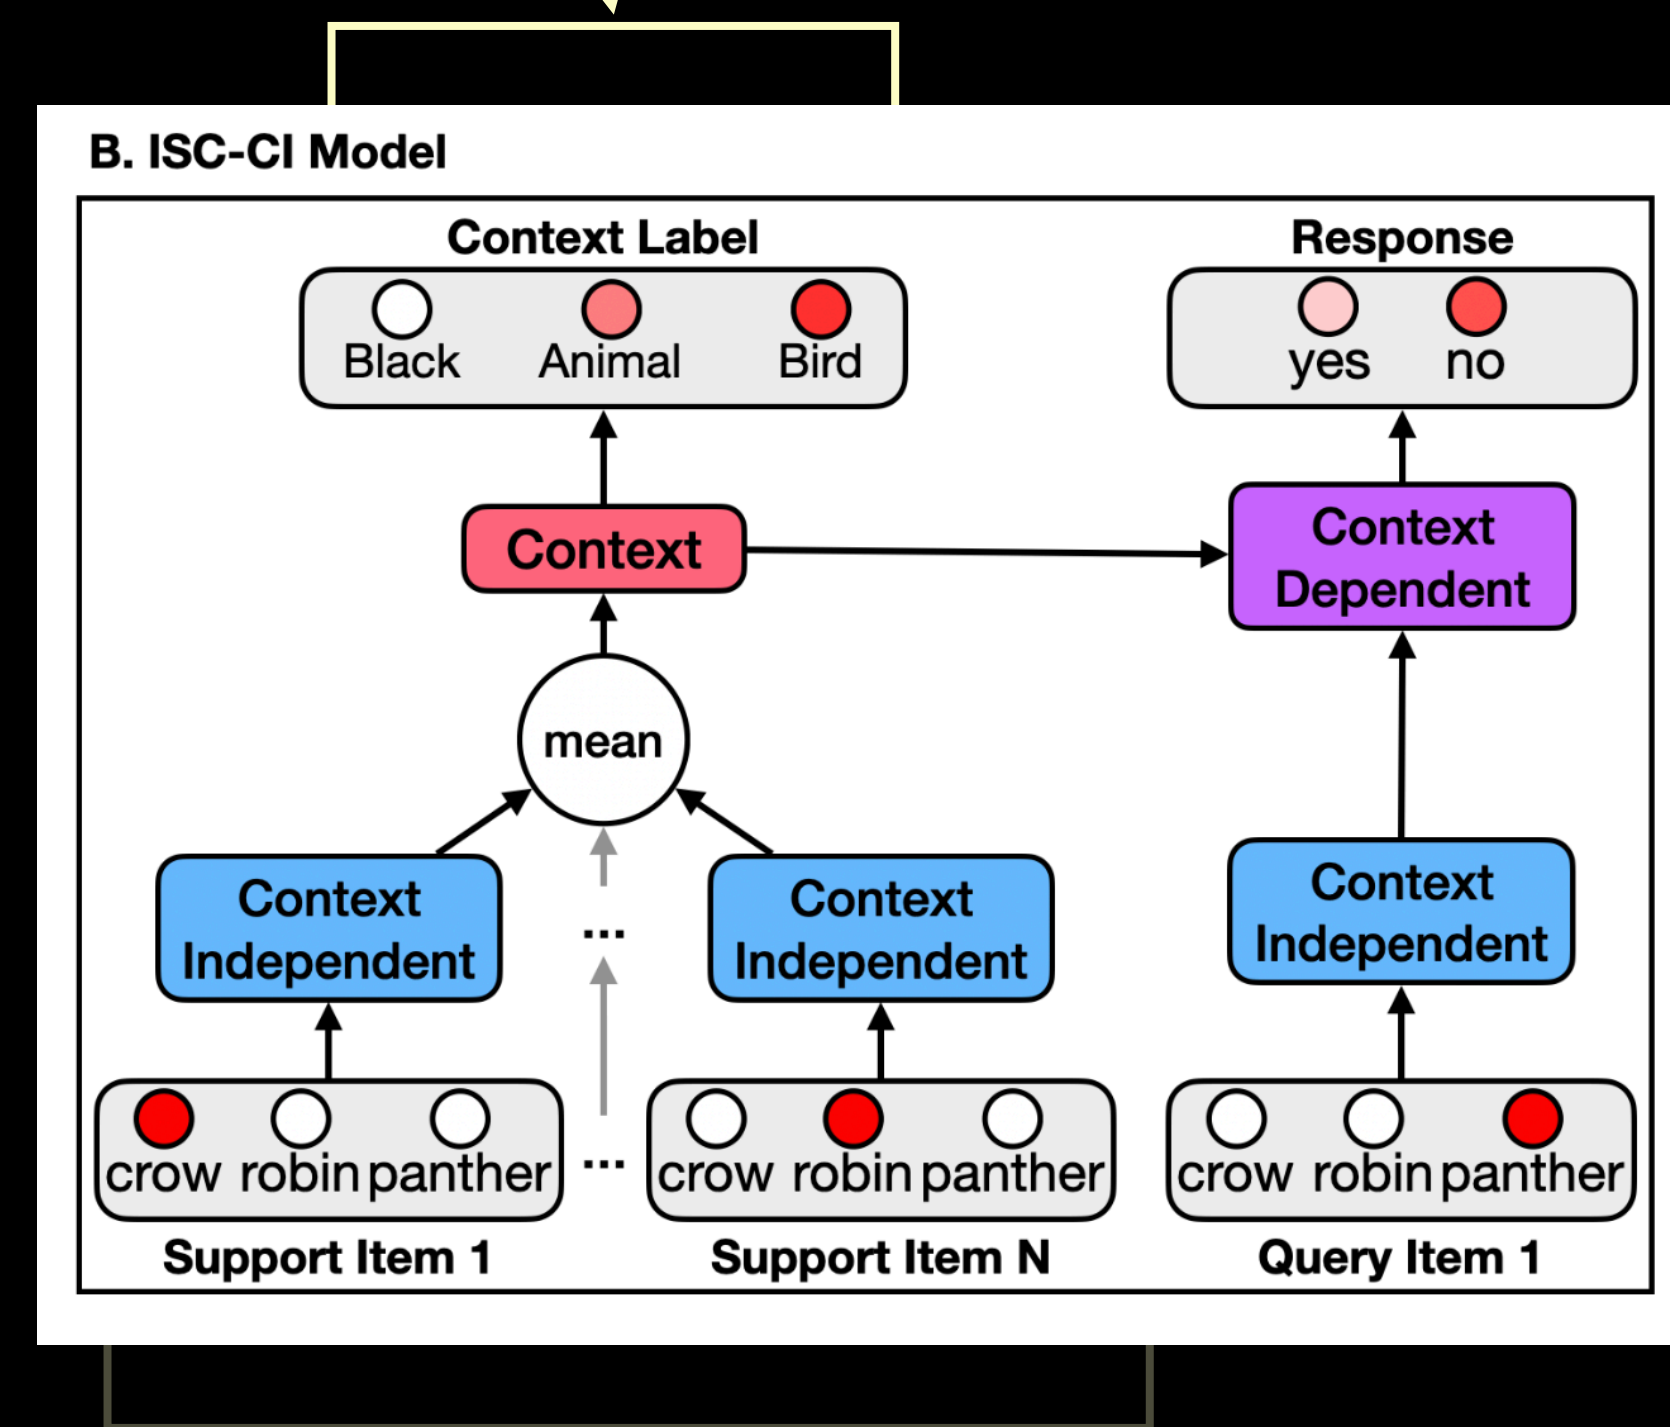 B. ISC-CI Model
Context Label
Black Animal Bird
Response
yes no
Context
Context
Dependent
mean
Context
Independent
...
Context
Independent
Context
Independent
crow robin panther
...
crow robin panther
crow robin panther
Support Item 1
Support Item N
Query Item 1